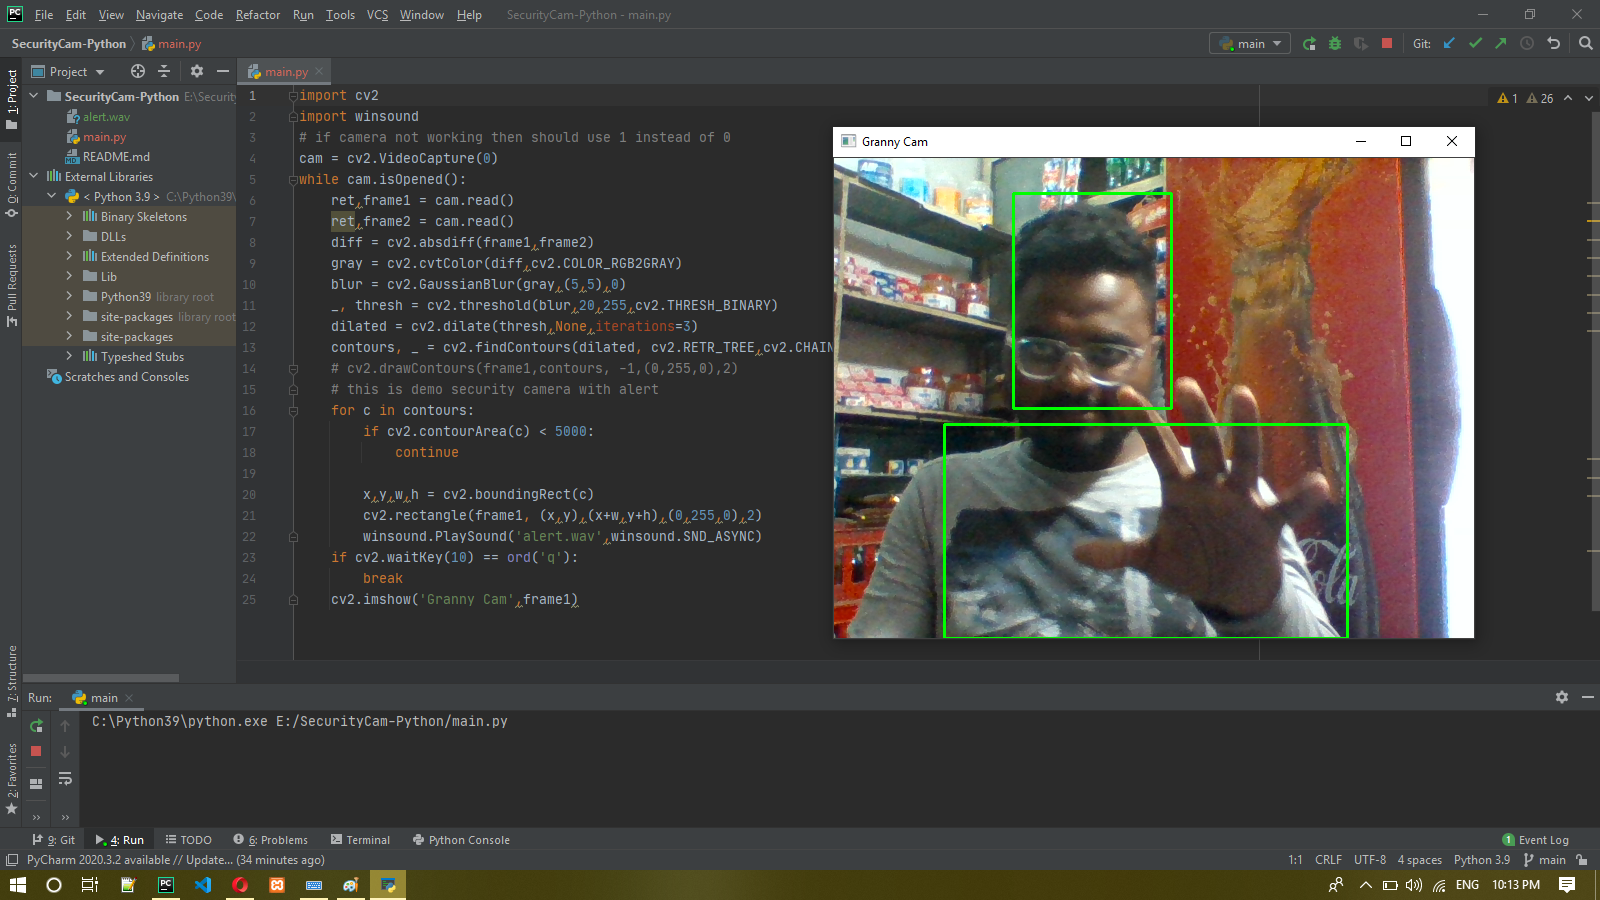 File Edit View Navigate Code Refactor Run Tools VCS Window Help SecurityCam-Python - main.py
SecurityCam-Python main.py
main Git:
Project main.py
1: Project
0: Commit
Pull Requests
7: Structure
2: Favorites
SecurityCam-Python E:\Security
alert.wav
main.py
README.md
External Libraries
< Python 3.9 > C:\Python39\
Binary Skeletons
DLLs
Extended Definitions
Lib
Python39 library root
site-packages library root
site-packages
Typeshed Stubs
Scratches and Consoles
1 26
1 import cv2
2 import winsound
3 # if camera not working then should use 1 instead of 0
4 cam = cv2.VideoCapture(0)
5 while cam.isOpened():
6 ret,frame1 = cam.read()
7 ret,frame2 = cam.read()
8 diff = cv2.absdiff(frame1,frame2)
9 gray = cv2.cvtColor(diff,cv2.COLOR_RGB2GRAY)
10 blur = cv2.GaussianBlur(gray,(5,5),0)
11 _, thresh = cv2.threshold(blur,20,255,cv2.THRESH_BINARY)
12 dilated = cv2.dilate(thresh,None,iterations=3)
13 contours, _ = cv2.findContours(dilated, cv2.RETR_TREE,cv2.CHAIN
14 # cv2.drawContours(frame1,contours, -1,(0,255,0),2)
15 # this is demo security camera with alert
16 for c in contours:
17 if cv2.contourArea(c) < 5000:
18 continue
19
20 x,y,w,h = cv2.boundingRect(c)
21 cv2.rectangle(frame1, (x,y),(x+w,y+h),(0,255,0),2)
22 winsound.PlaySound('alert.wav',winsound.SND_ASYNC)
23 if cv2.waitKey(10) == ord('q'):
24 break
25 cv2.imshow('Granny Cam',frame1)
Granny Cam
Run: main
C:\Python39\python.exe E:/SecurityCam-Python/main.py
9: Git 4: Run TODO 6: Problems Terminal Python Console 1 Event Log
PyCharm 2020.3.2 available // Update... (34 minutes ago) 1:1 CRLF UTF-8 4 spaces Python 3.9 main
ENG 10:13 PM